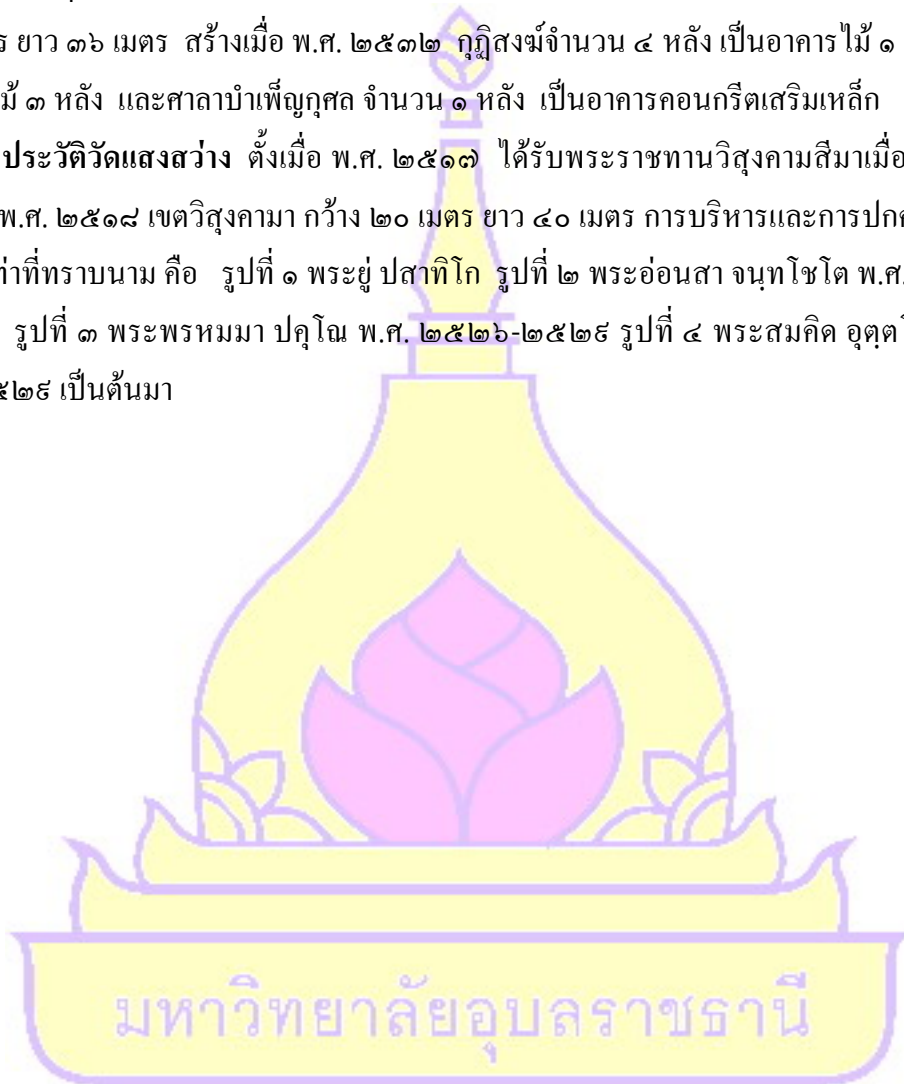 ร ยาว ๓๖ เมตร สร้างเมื่อ พ.ศ. ๒๕๓๒ กุฏิสงฆ์จำนวน ๔ หลัง เป็นอาคารไม้ ๑
ม้ ๓ หลัง และศาลาบำเพ็ญกุศล จำนวน ๑ หลัง เป็นอาคารคอนกรีตเสริมเหล็ก
ประวัติวัดแสงสว่าง ตั้งเมื่อ พ.ศ. ๒๕๑๗ ได้รับพระราชทานวิสุงคามสีมาเมื่อ
พ.ศ. ๒๕๑๘ เขตวิสุงคามา กว้าง ๒๐ เมตร ยาว ๔๐ เมตร การบริหารและการปกค
ท่าที่ทราบนาม คือ รูปที่ ๑ พระยู่ ปสาทิโก รูปที่ ๒ พระอ่อนสา จนฺทโชโต พ.ศ.
รูปที่ ๓ พระพรหมมา ปคุโณ พ.ศ. ๒๕๒๖-๒๕๒๙ รูปที่ ๔ พระสมคิด อุตฺตโ
๕๒๙ เป็นต้นมา
มหาวิทยาลัยอุบลราชธานี